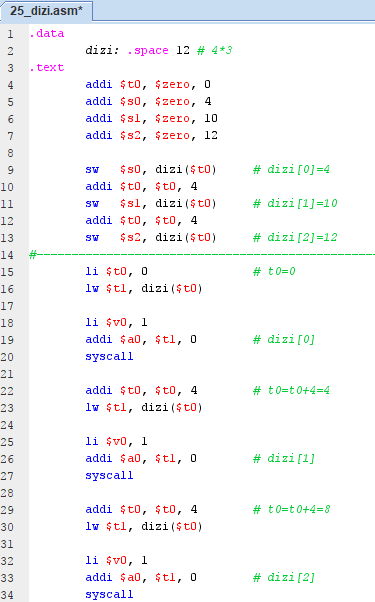 25_dizi.asm*
1 .data
2 dizi: .space 12 # 4*3
3 .text
4 addi $t0, $zero, 0
5 addi $s0, $zero, 4
6 addi $s1, $zero, 10
7 addi $s2, $zero, 12
8
9 sw $s0, dizi($t0) # dizi[0]=4
10 addi $t0, $t0, 4
11 sw $s1, dizi($t0) # dizi[1]=10
12 addi $t0, $t0, 4
13 sw $s2, dizi($t0) # dizi[2]=12
14 #-----------------------------------------------
15 li $t0, 0 # t0=0
16 lw $t1, dizi($t0)
17
18 li $v0, 1
19 addi $a0, $t1, 0 # dizi[0]
20 syscall
21
22 addi $t0, $t0, 4 # t0=t0+4=4
23 lw $t1, dizi($t0)
24
25 li $v0, 1
26 addi $a0, $t1, 0 # dizi[1]
27 syscall
28
29 addi $t0, $t0, 4 # t0=t0+4=8
30 lw $t1, dizi($t0)
31
32 li $v0, 1
33 addi $a0, $t1, 0 # dizi[2]
34 syscall